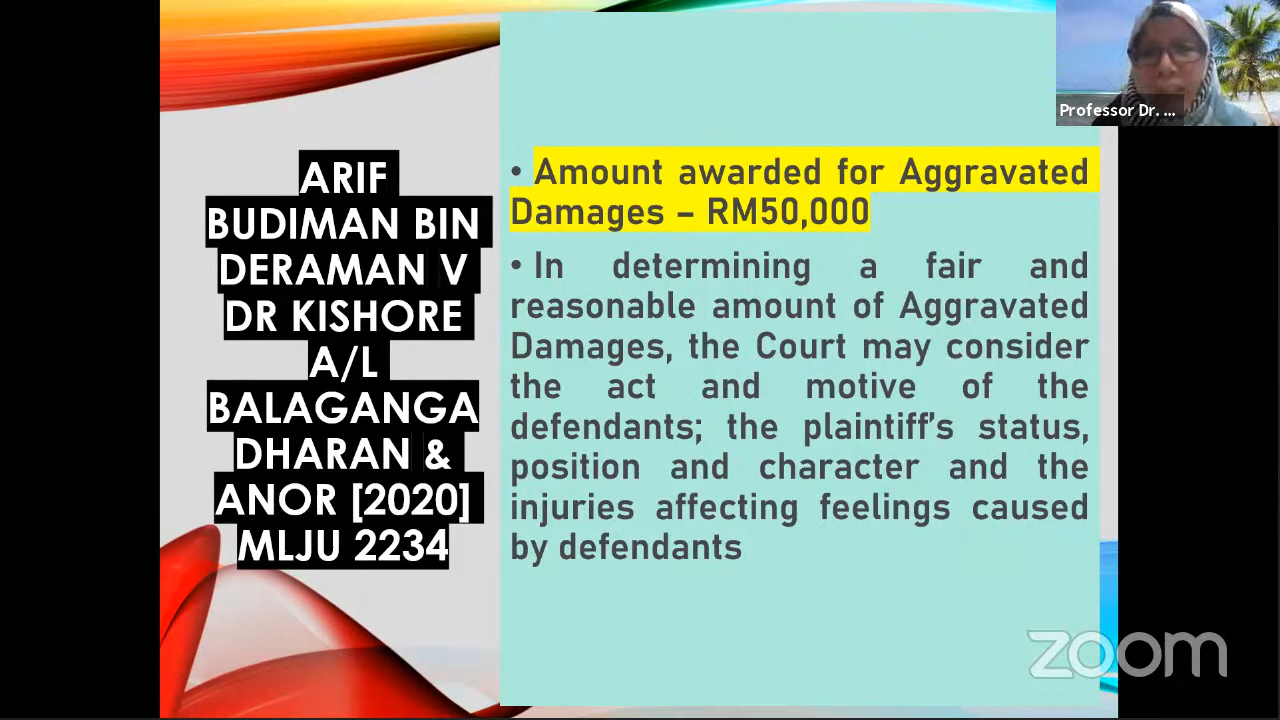 Professor Dr. ...
ARIF
BUDIMAN BIN
DERAMAN V
DR KISHORE
A/L
BALAGANGA
DHARAN &
ANOR [2020]
MLJU 2234
• Amount awarded for Aggravated
Damages – RM50,000
• In determining a fair and
reasonable amount of Aggravated
Damages, the Court may consider
the act and motive of the
defendants; the plaintiff's status,
position and character and the
injuries affecting feelings caused
by defendants
zoom